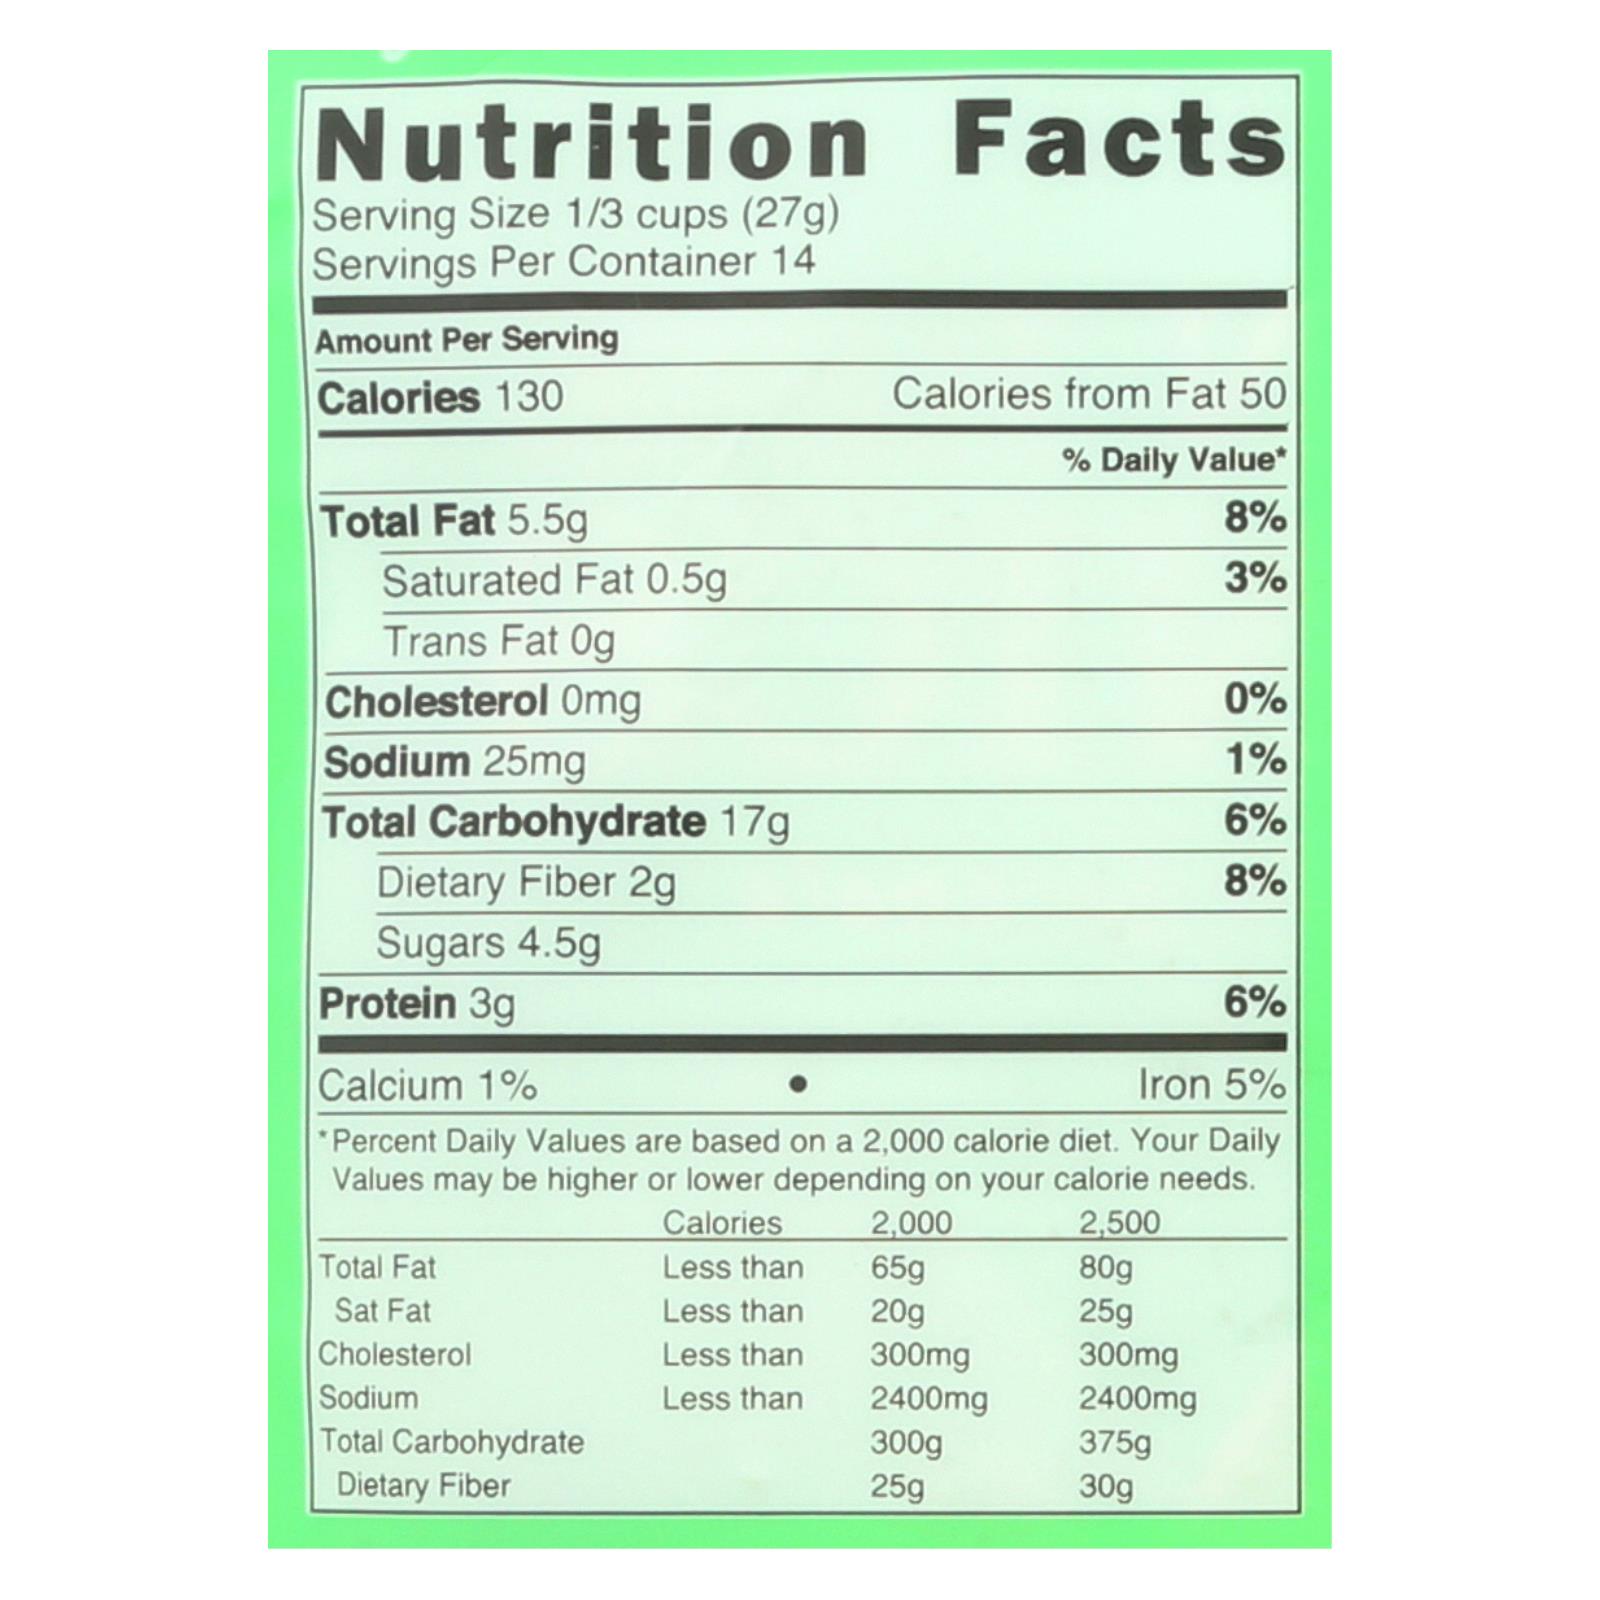 Nutrition Facts
Serving Size 1/3 cups (27g)
Servings Per Container 14
Amount Per Serving
Calories 130 Calories from Fat 50
% Daily Value*
Total Fat 5.5g 8%
Saturated Fat 0.5g 3%
Trans Fat 0g
Cholesterol 0mg 0%
Sodium 25mg 1%
Total Carbohydrate 17g 6%
Dietary Fiber 2g 8%
Sugars 4.5g
Protein 3g 6%
Calcium 1% • Iron 5%
*Percent Daily Values are based on a 2,000 calorie diet. Your Daily
Values may be higher or lower depending on your calorie needs.
Calories 2,000 2,500
Total Fat Less than 65g 80g
Sat Fat Less than 20g 25g
Cholesterol Less than 300mg 300mg
Sodium Less than 2400mg 2400mg
Total Carbohydrate 300g 375g
Dietary Fiber 25g 30g